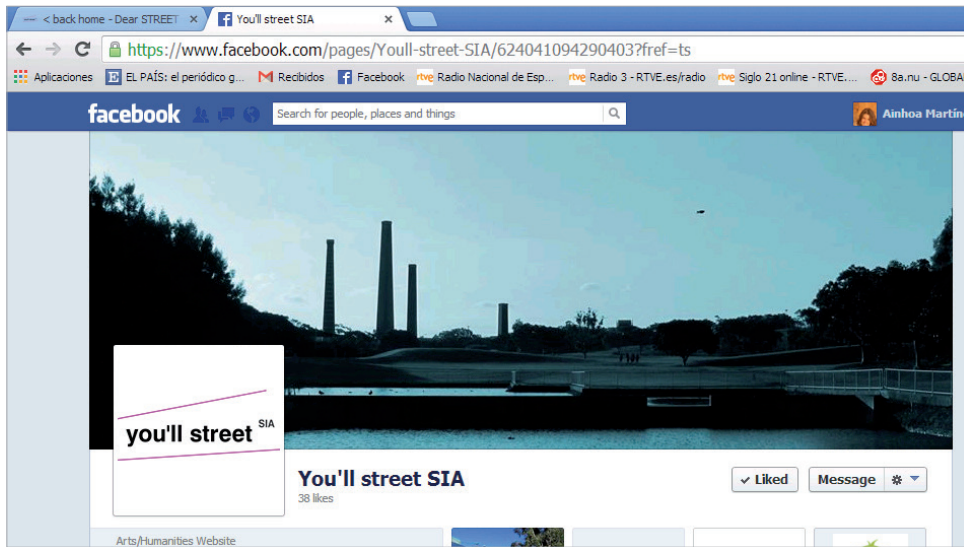 < back home - Dear STREET
You'll street SIA
https://www.facebook.com/pages/Youll-street-SIA/624041094290403?fref=ts
Aplicaciones EL PAÍS: el periódico g... Recibidos Facebook rtve Radio Nacional de Esp... rtve Radio 3 - RTVE.es/radio rtve Siglo 21 online - RTVE.... 8a.nu - GLOBA
facebook Search for people, places and things Ainhoa Martín
you'll street SIA
You'll street SIA
38 likes
Liked
Message
Arts/Humanities Website